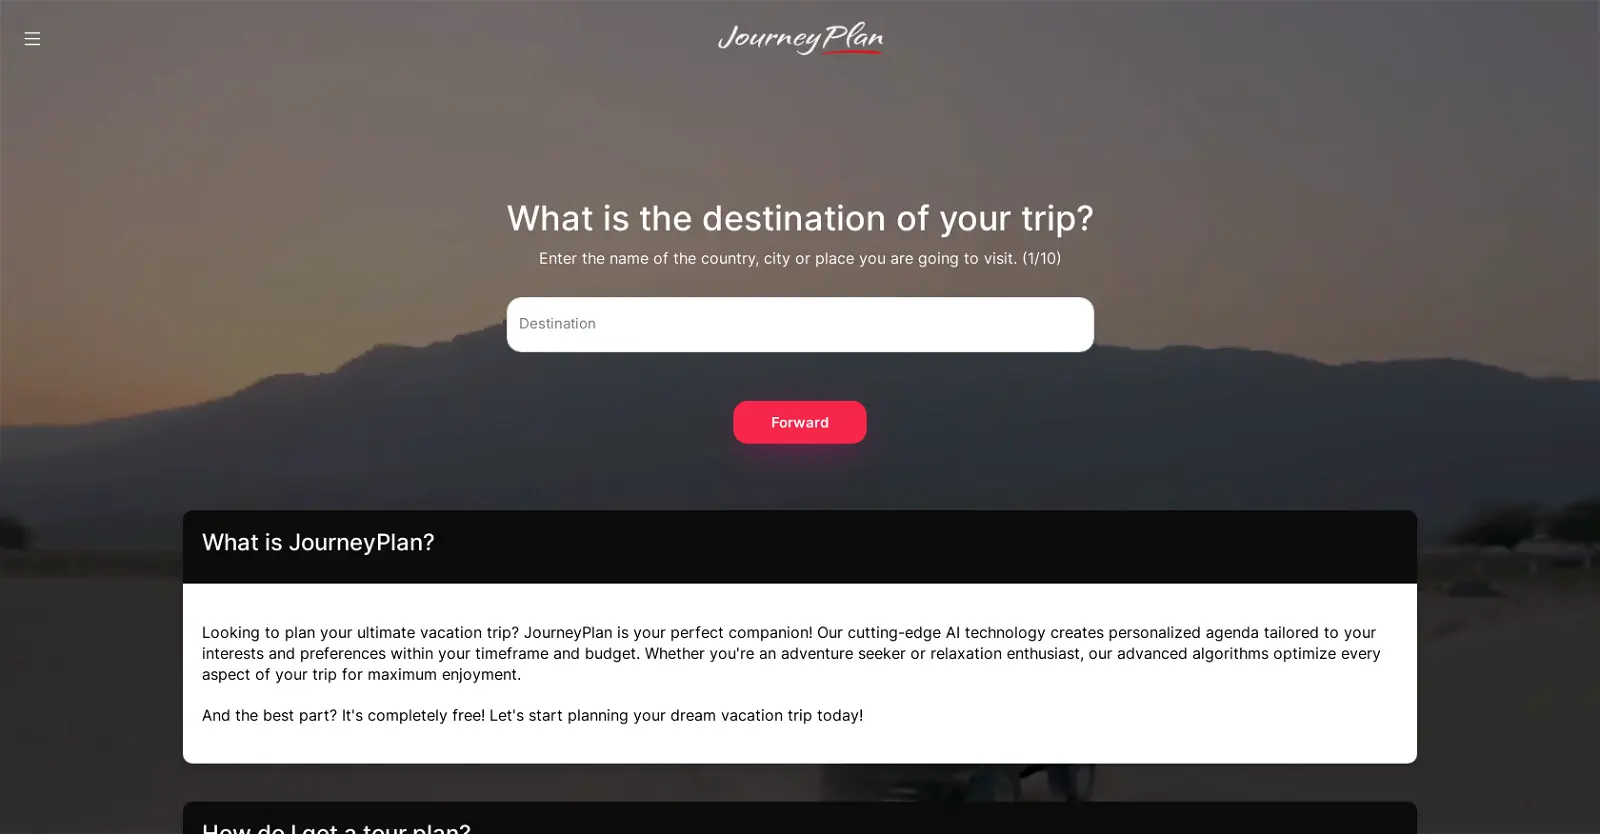 JourneyPlan
What is the destination of your trip?
Enter the name of the country, city or place you are going to visit. (1/10)
Destination
Forward
What is JourneyPlan?
Looking to plan your ultimate vacation trip? JourneyPlan is your perfect companion! Our cutting-edge AI technology creates personalized agenda tailored to your
interests and preferences within your timeframe and budget. Whether you're an adventure seeker or relaxation enthusiast, our advanced algorithms optimize every
aspect of your trip for maximum enjoyment.
And the best part? It's completely free! Let's start planning your dream vacation trip today!
How do I get a tour plan?